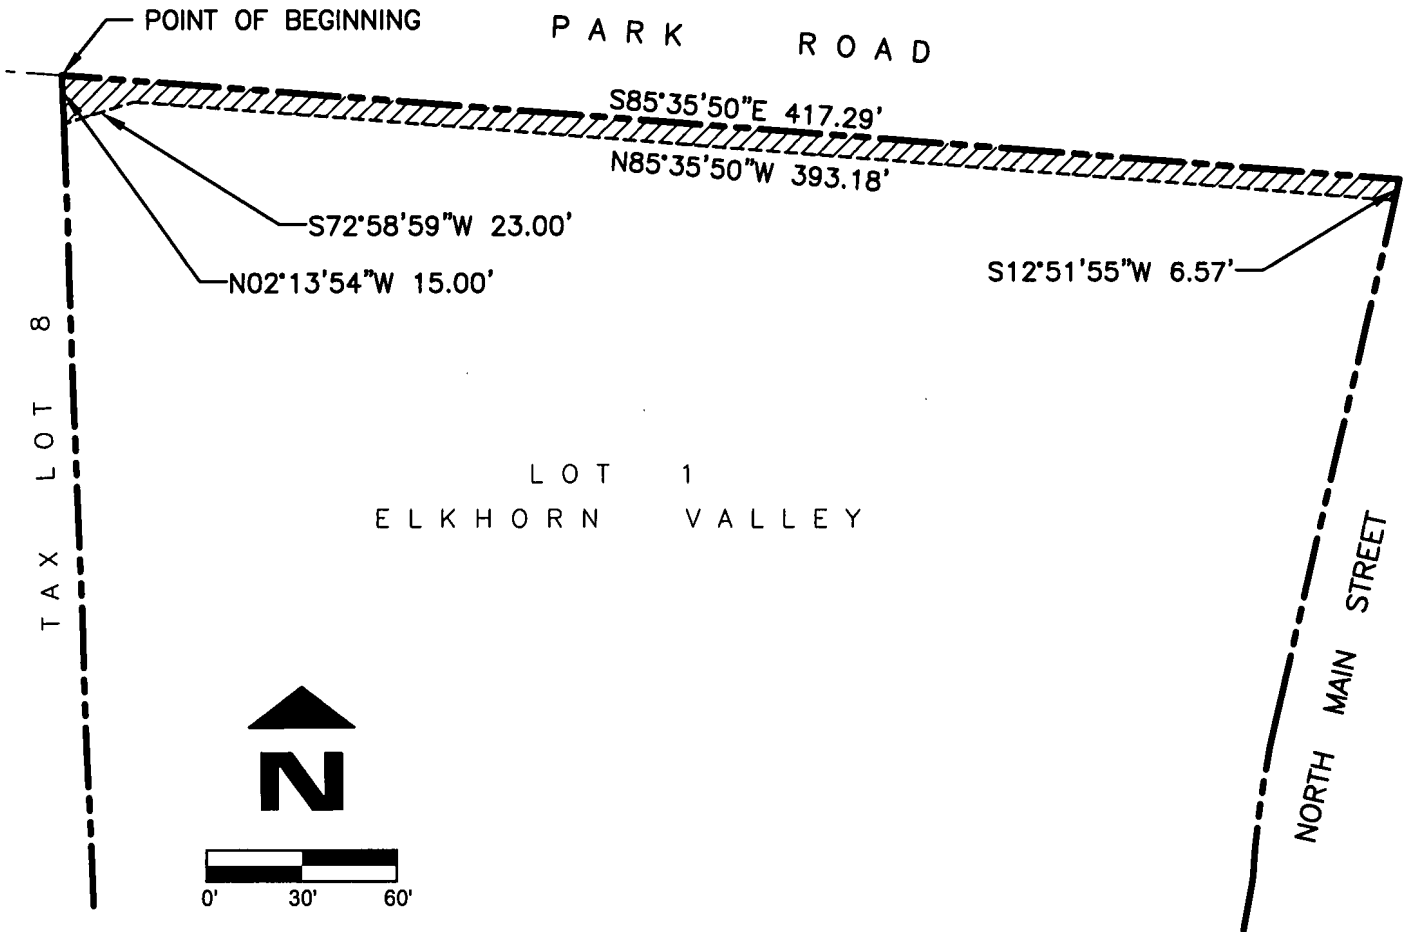 POINT OF BEGINNING
PARK ROAD
S85°35'50"E 417.29'
N85°35'50"W 393.18'
S72°58'59"W 23.00'
N02°13'54"W 15.00'
S12°51'55"W 6.57'
TAX LOT 8
LOT 1
ELKHORN VALLEY
NORTH MAIN STREET
N
0' 30' 60'